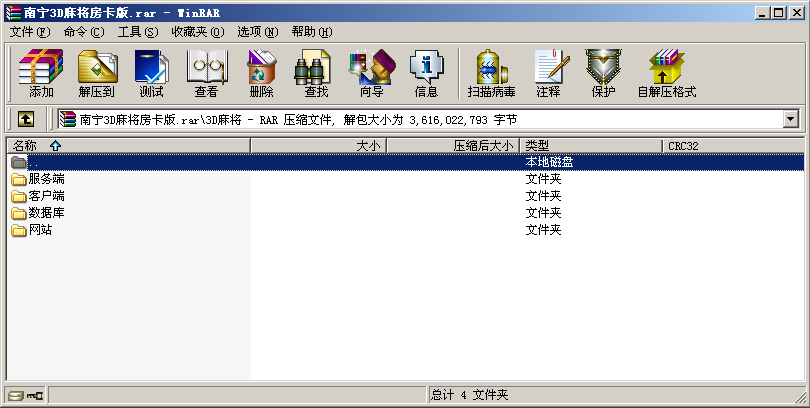 南宁3D麻将房卡版.rar - WinRAR
文件(F) 命令(C) 工具(S) 收藏夹(O) 选项(N) 帮助(H)
添加 解压到 测试 查看 删除 查找 向导 信息 扫描病毒 注释 保护 自解压格式
南宁3D麻将房卡版.rar\3D麻将 - RAR 压缩文件, 解包大小为 3,616,022,793 字节
名称 大小 压缩后大小 类型 CRC32
.. 本地磁盘
服务端 文件夹
客户端 文件夹
数据库 文件夹
网站 文件夹
总计 4 文件夹